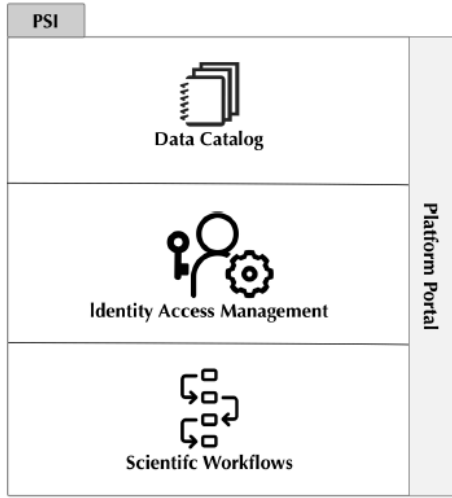 PSI
Data Catalog
Platform Portal
Identity Access Management
Scientifc Workflows